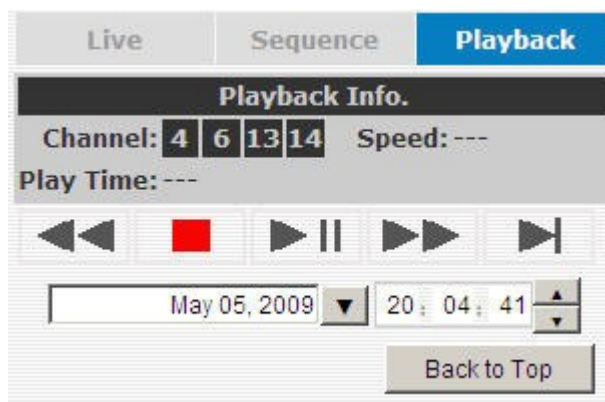 Live Sequence Playback
Playback Info.
Channel: 4 6 13 14 Speed: ---
Play Time: ---
May 05, 2009 20 : 04 : 41
Back to Top